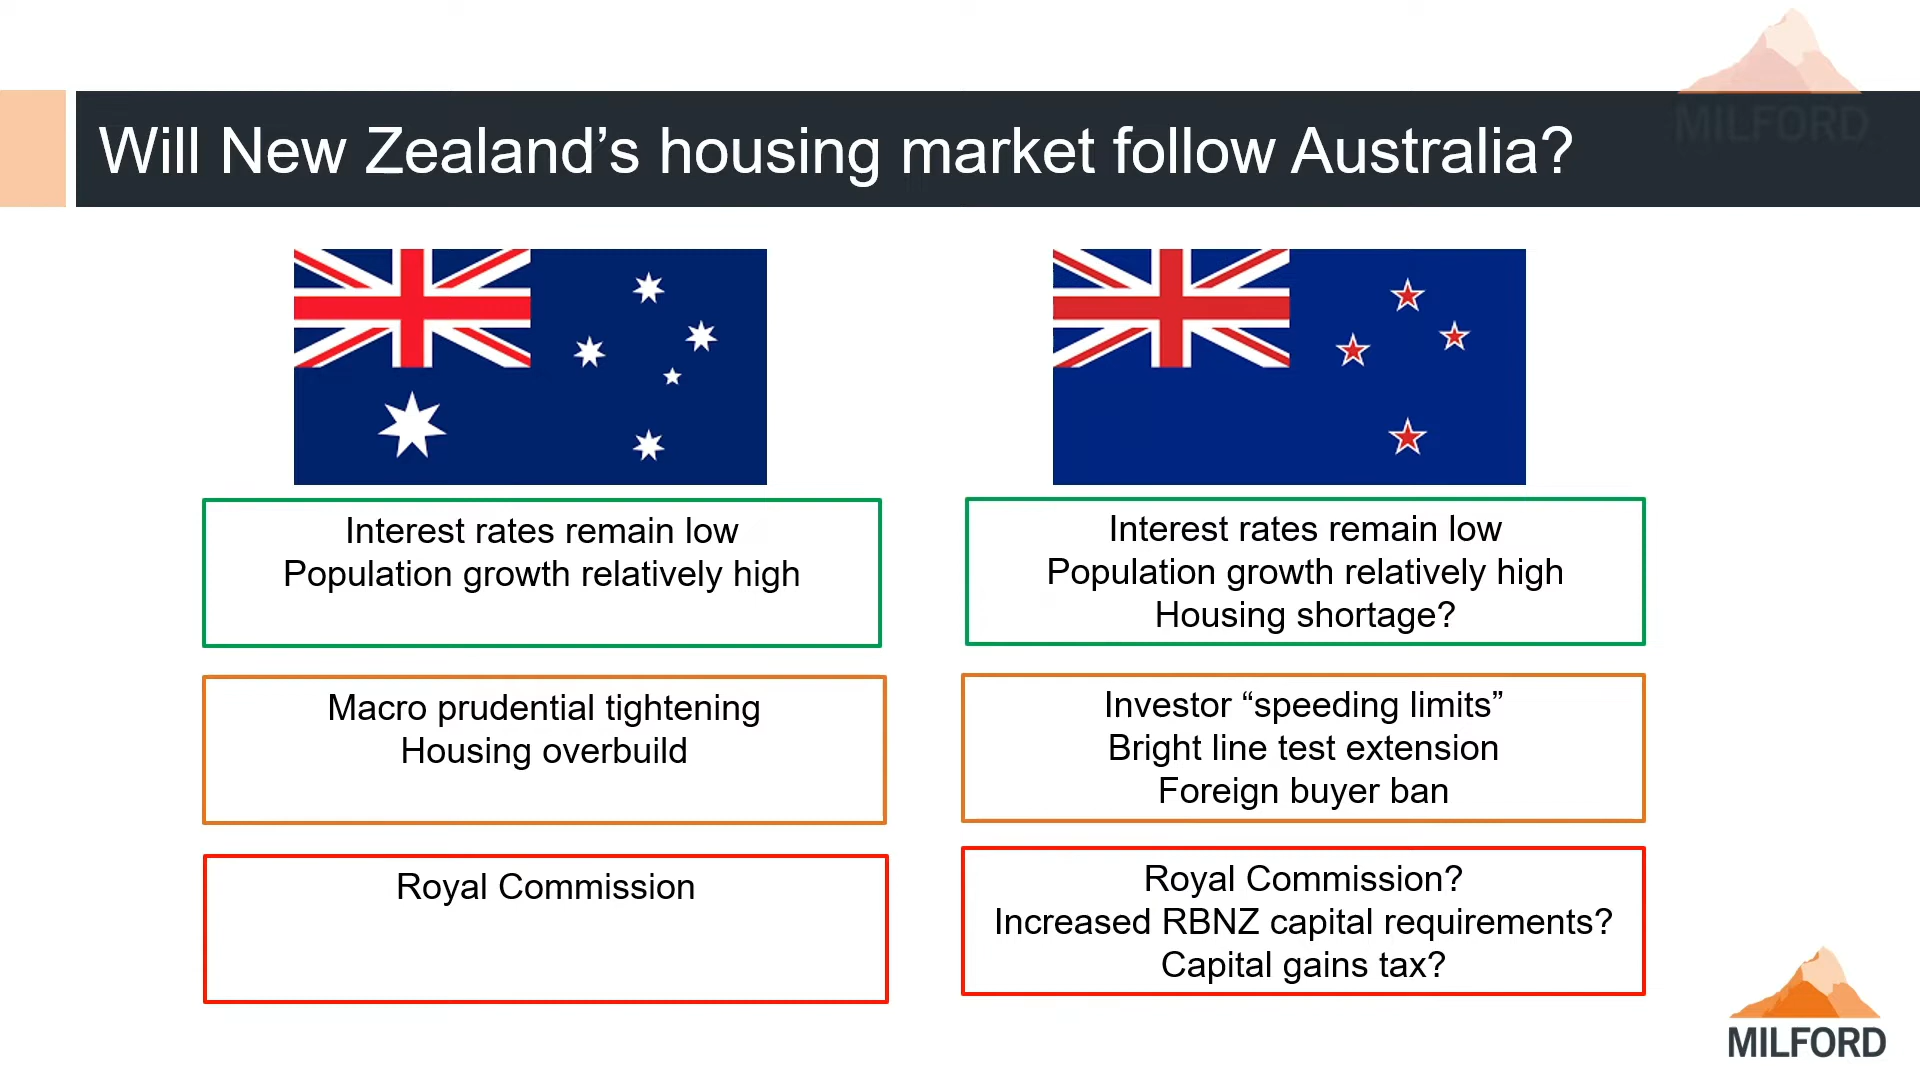 MILFORD
Will New Zealand’s housing market follow Australia?
Interest rates remain low
Population growth relatively high
Macro prudential tightening
Housing overbuild
Royal Commission
Interest rates remain low
Population growth relatively high
Housing shortage?
Investor “speeding limits”
Bright line test extension
Foreign buyer ban
Royal Commission?
Increased RBNZ capital requirements?
Capital gains tax?
MILFORD